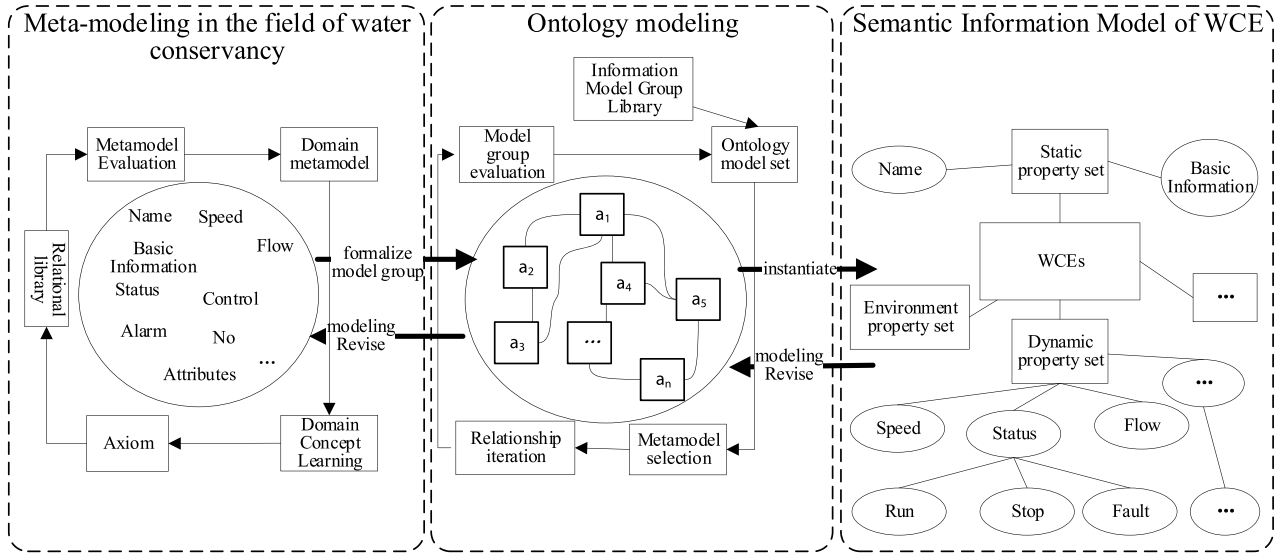 Meta-modeling in the field of water
conservancy
Metamodel
Evaluation
Domain
metamodel
Relational
library
Name
Speed
Basic
Information
Flow
Status
Control
Alarm
No
...
Attributes
Axiom
Domain
Concept
Learning
formalize
model group
modeling
Revise
Ontology modeling
Information
Model Group
Library
Model
group
evaluation
Ontology
model set
a1
a2
a4
a5
a3
...
an
Relationship
iteration
Metamodel
selection
instantiate
modeling
Revise
Semantic Information Model of WCE
Name
Static
property set
Basic
Information
WCEs
Environment
property set
...
Dynamic
property set
...
Speed
Status
Flow
Run
Stop
Fault
...